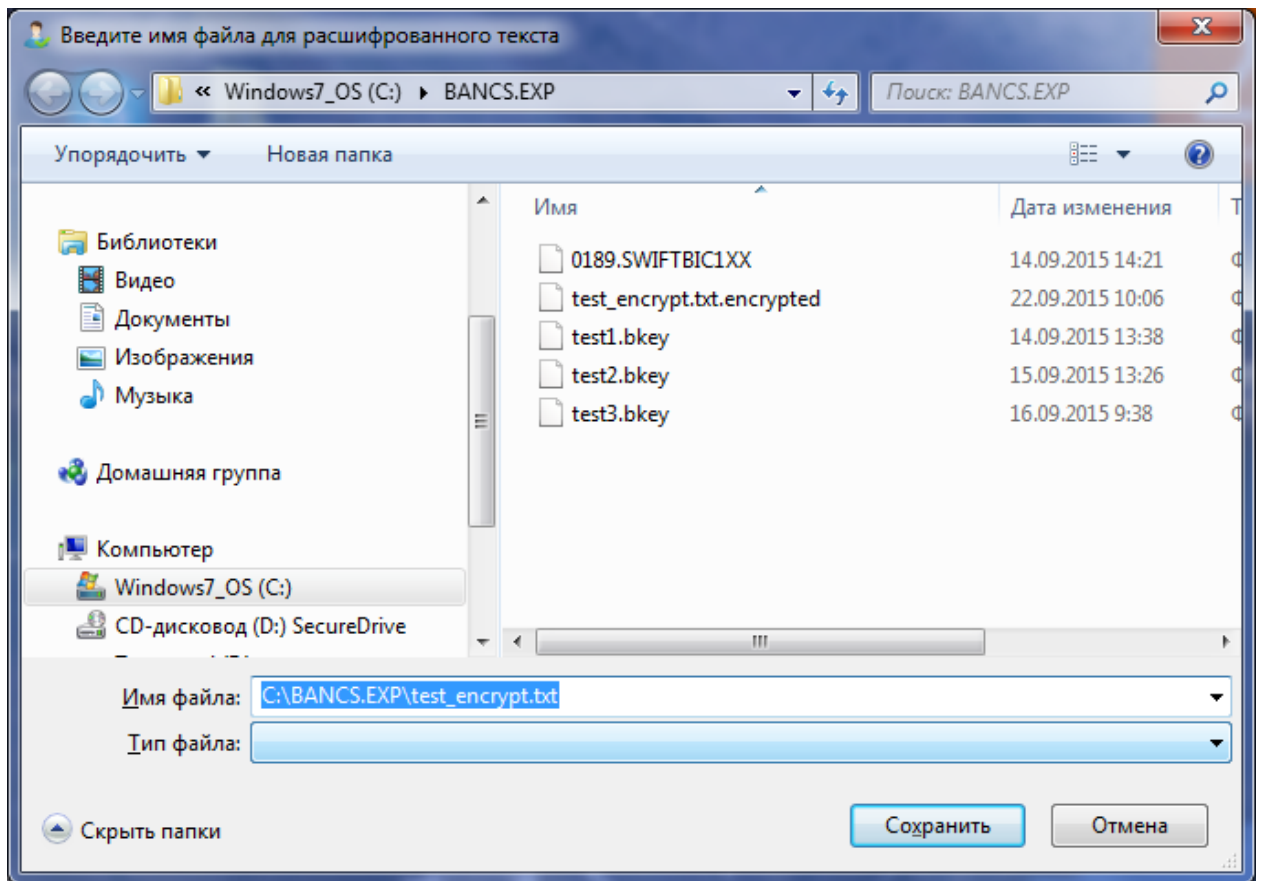 Введите имя файла для расшифрованного текста
« Windows7_OS (C:) ▸ BANCS.EXP
Поиск: BANCS.EXP
Упорядочить ▼ Новая папка
Имя Дата изменения Т
Библиотеки
Видео
Документы
Изображения
Музыка
Домашняя группа
Компьютер
Windows7_OS (C:)
CD-дисковод (D:) SecureDrive
0189.SWIFTBIC1XX 14.09.2015 14:21
test_encrypt.txt.encrypted 22.09.2015 10:06
test1.bkey 14.09.2015 13:38
test2.bkey 15.09.2015 13:26
test3.bkey 16.09.2015 9:38
Имя файла: C:\BANCS.EXP\test_encrypt.txt
Тип файла:
Скрыть папки
Сохранить Отмена